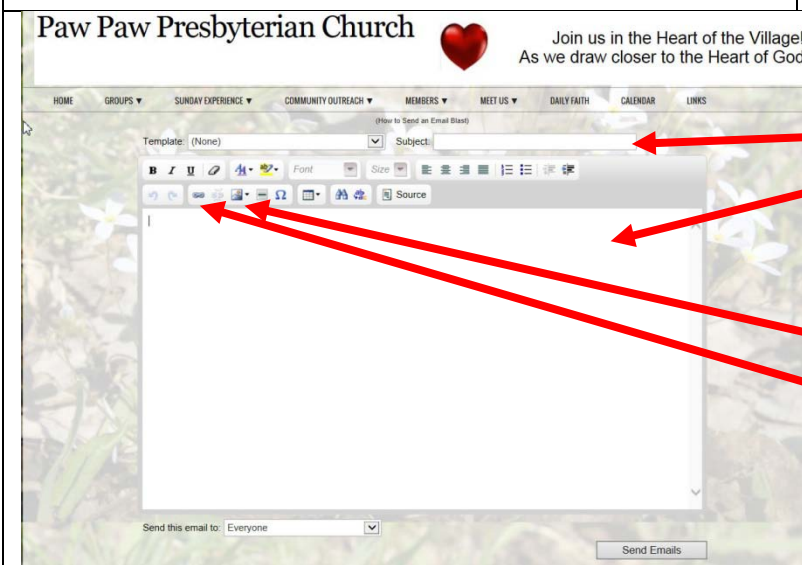 Paw Paw Presbyterian Church
Join us in the Heart of the Village!
As we draw closer to the Heart of God
HOME GROUPS ▼ SUNDAY EXPERIENCE ▼ COMMUNITY OUTREACH ▼ MEMBERS ▼ MEET US ▼ DAILY FAITH CALENDAR LINKS
(How to Send an Email Blast)
Template: (None) Subject:
B I U A Font Size
Ω Source
Send this email to: Everyone
Send Emails